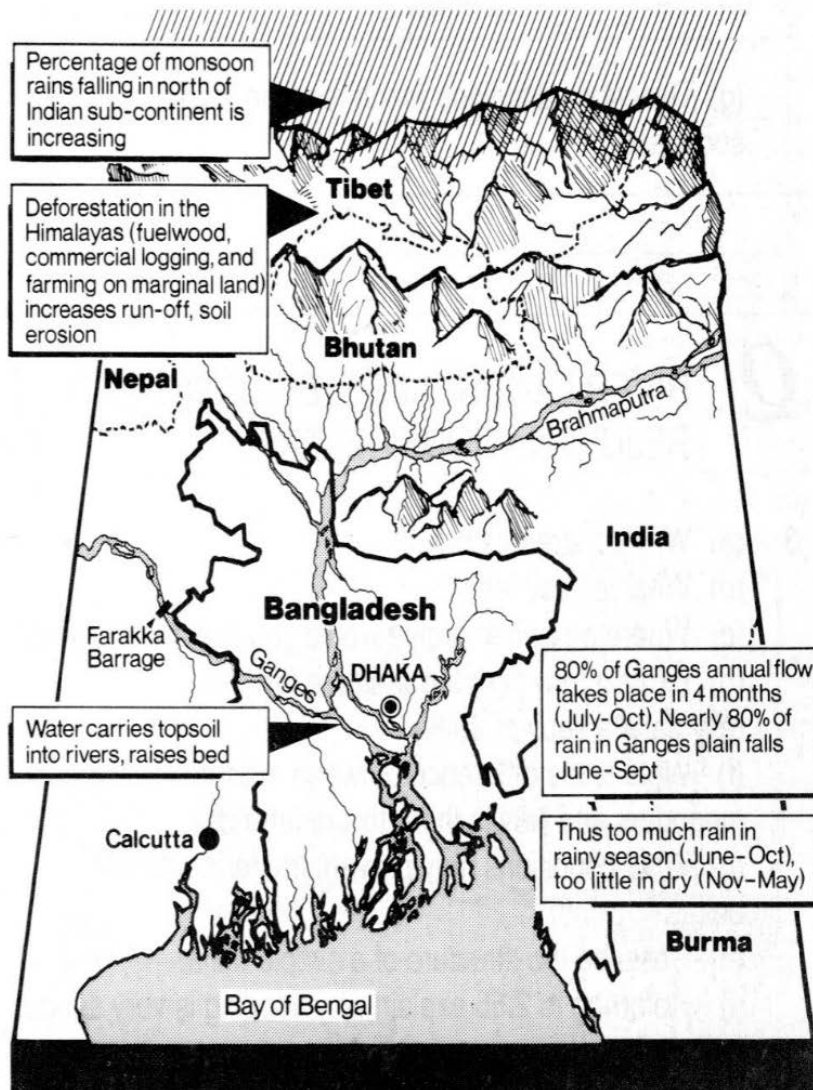 Percentage of monsoon
rains falling in north of
Indian sub-continent is
increasing
Tibet
Deforestation in the
Himalayas (fuelwood,
commercial logging, and
farming on marginal land)
increases run-off, soil
erosion
Bhutan
Nepal
Brahmaputra
India
Bangladesh
Farakka
Barrage
Ganges
DHAKA
80% of Ganges annual flow
takes place in 4 months
(July-Oct). Nearly 80% of
rain in Ganges plain falls
June-Sept
Water carries topsoil
into rivers, raises bed
Calcutta
Thus too much rain in
rainy season (June-Oct),
too little in dry (Nov-May)
Burma
Bay of Bengal